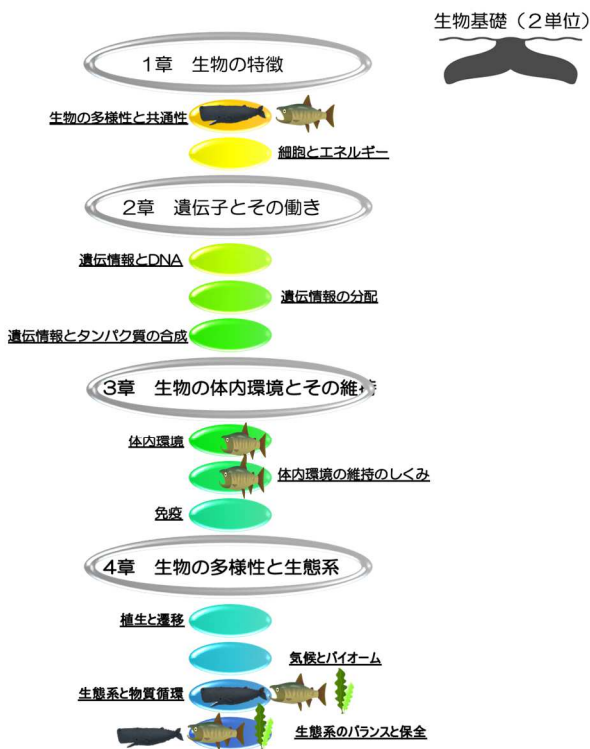 生物基礎（２単位）
１章　生物の特徴
生物の多様性と共通性
細胞とエネルギー
２章　遺伝子とその働き
遺伝情報とDNA
遺伝情報の分配
遺伝情報とタンパク質の合成
３章　生物の体内環境とその維持
体内環境
体内環境の維持のしくみ
免疫
４章　生物の多様性と生態系
植生と遷移
気候とバイオーム
生態系と物質循環
生態系のバランスと保全